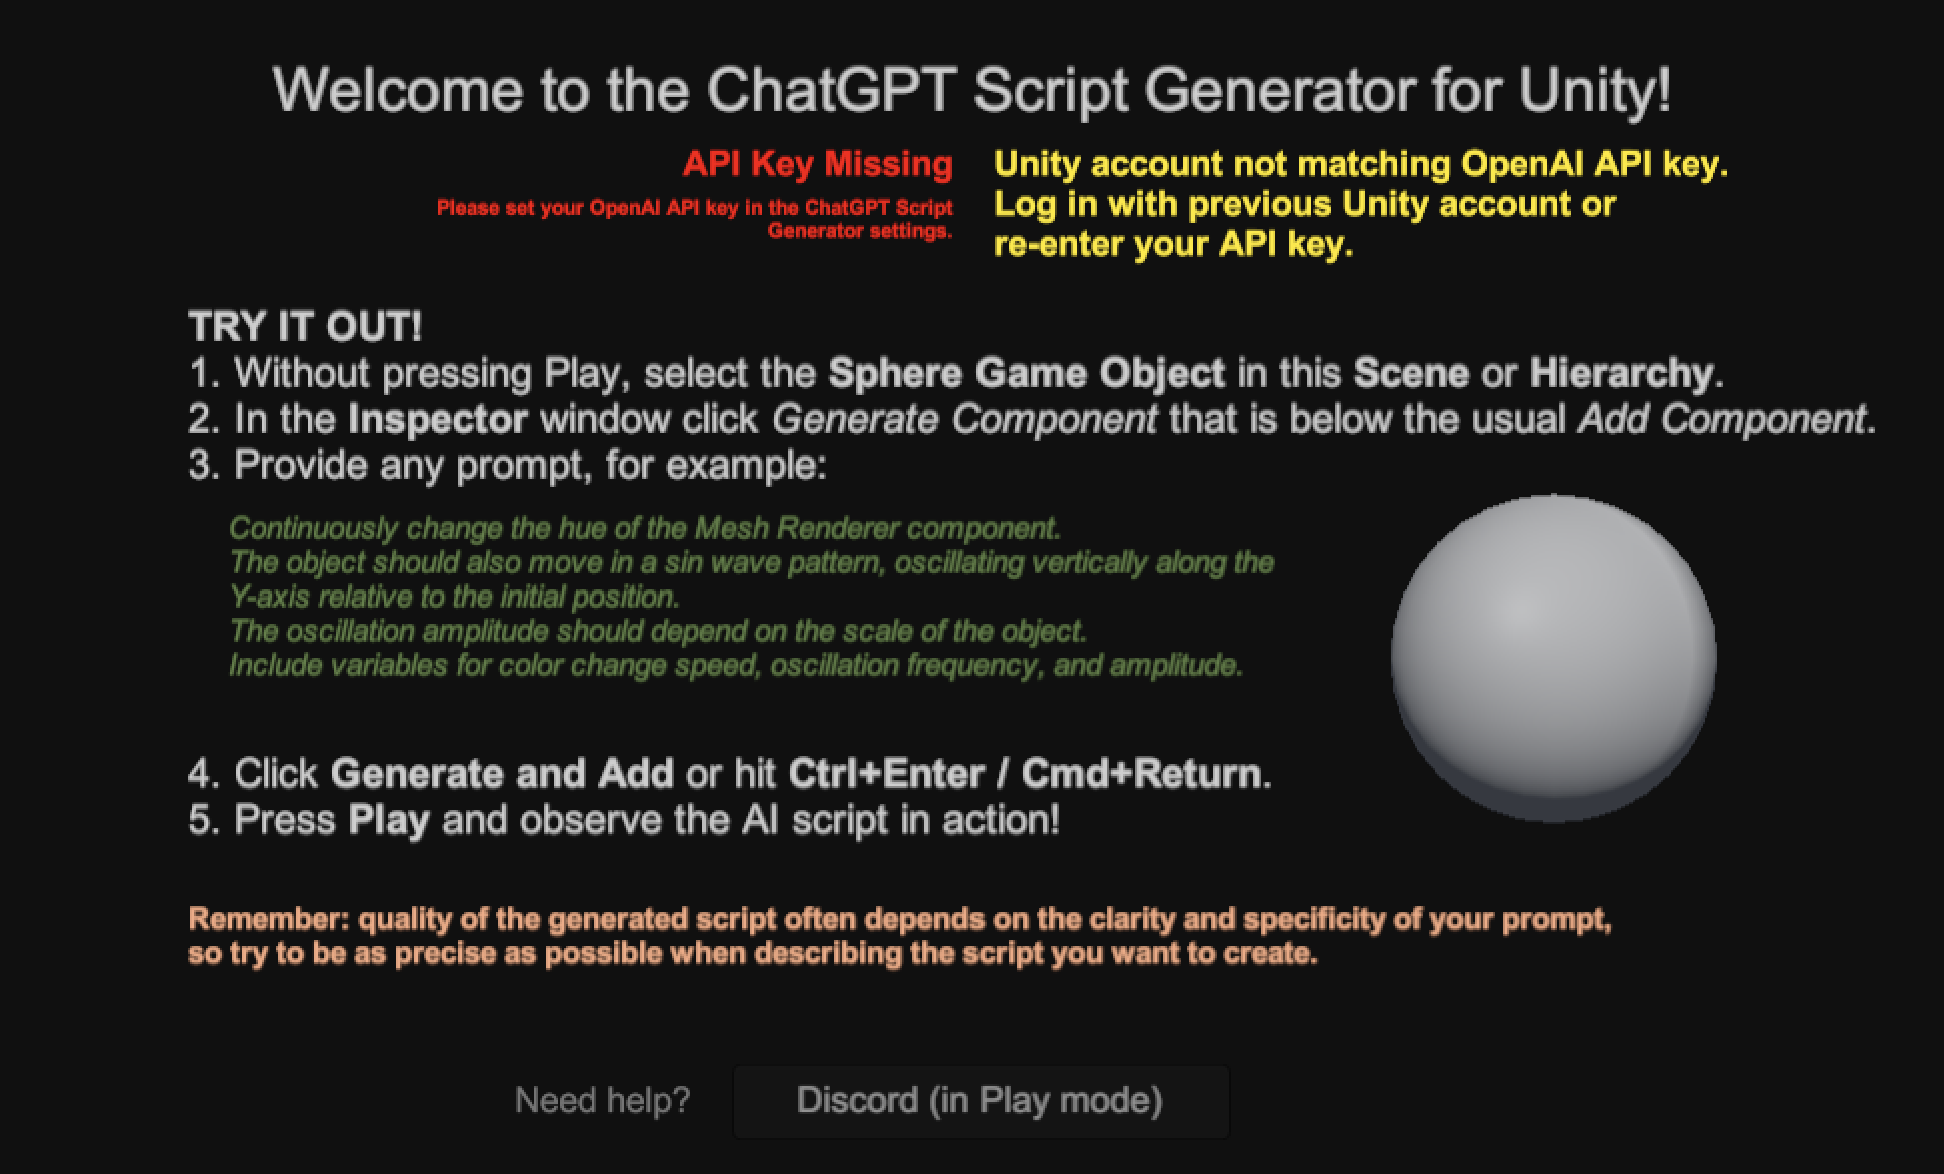 Welcome to the ChatGPT Script Generator for Unity!
API Key Missing
Please set your OpenAI API key in the ChatGPT Script
Generator settings.
Unity account not matching OpenAI API key.
Log in with previous Unity account or
re-enter your API key.
TRY IT OUT!
1. Without pressing Play, select the Sphere Game Object in this Scene or Hierarchy.
2. In the Inspector window click Generate Component that is below the usual Add Component.
3. Provide any prompt, for example:
Continuously change the hue of the Mesh Renderer component.
The object should also move in a sin wave pattern, oscillating vertically along the
Y-axis relative to the initial position.
The oscillation amplitude should depend on the scale of the object.
Include variables for color change speed, oscillation frequency, and amplitude.
4. Click Generate and Add or hit Ctrl+Enter / Cmd+Return.
5. Press Play and observe the AI script in action!
Remember: quality of the generated script often depends on the clarity and specificity of your prompt,
so try to be as precise as possible when describing the script you want to create.
Need help?
Discord (in Play mode)